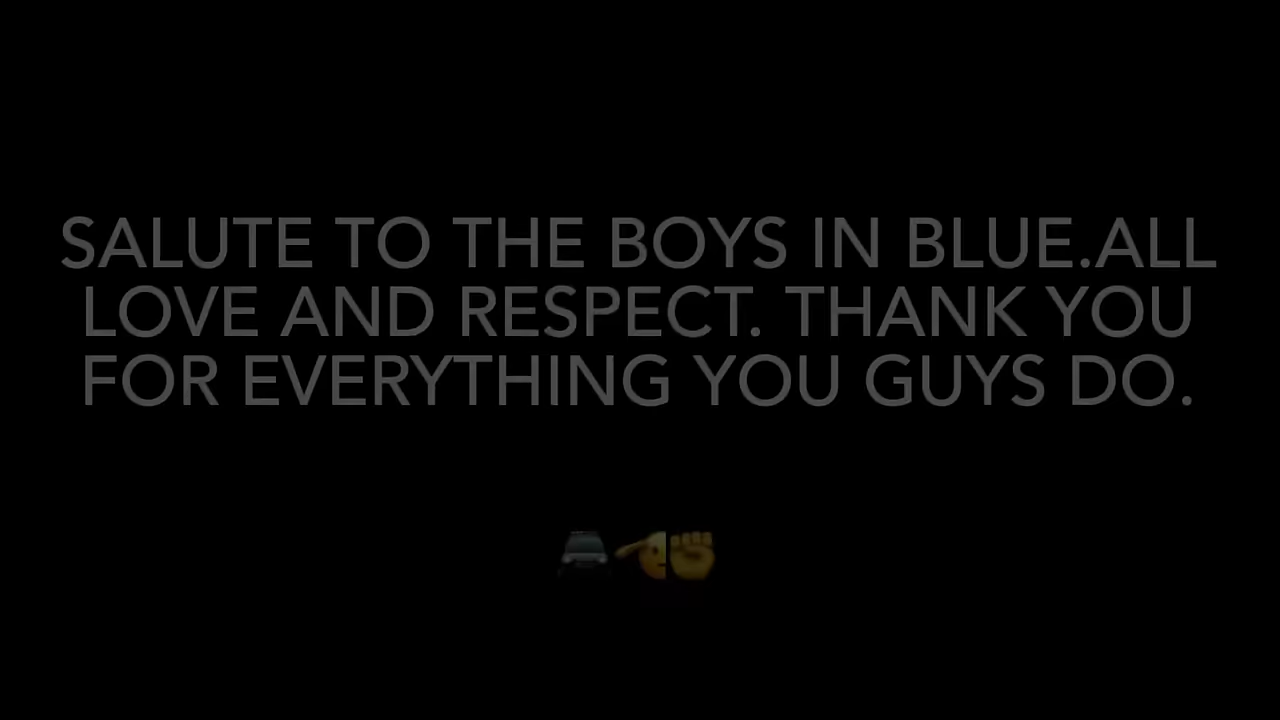 SALUTE TO THE BOYS IN BLUE.ALL
LOVE AND RESPECT. THANK YOU
FOR EVERYTHING YOU GUYS DO.